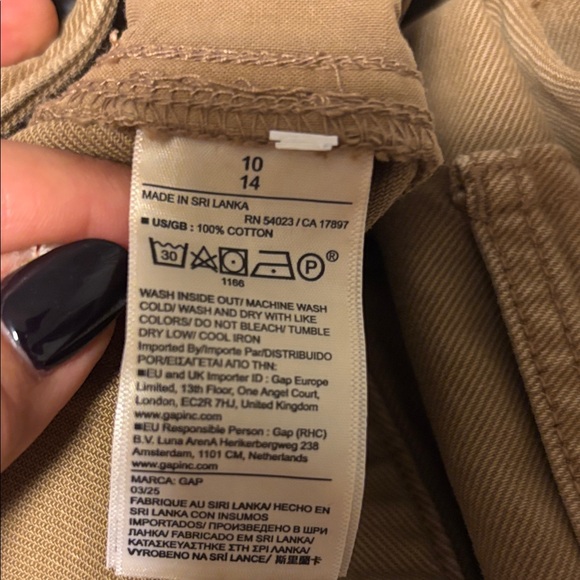 10
14
MADE IN SRI LANKA
RN 54023 / CA 17897
■ US/GB : 100% COTTON
30 P ®
1166
WASH INSIDE OUT/ MACHINE WASH
COLD/ WASH AND DRY WITH LIKE
COLORS/ DO NOT BLEACH/ TUMBLE
DRY LOW/ COOL IRON
Imported By/Importe Par/DISTRIBUIDO
POR/ΕΙΣΑΓΕΤΑΙ ΑΠΟ ΤΗΝ:
■EU and UK Importer ID : Gap Europe
Limited, 13th Floor, One Angel Court,
London, EC2R 7HJ, United Kingdom
www.gapinc.com
■EU Responsible Person : Gap (RHC)
B.V. Luna ArenA Herikerbergweg 238
Amsterdam, 1101 CM, Netherlands
www.gapinc.com
MARCA: GAP
03/25
FABRIQUE AU SRI LANKA/ HECHO EN
SRI LANKA CON INSUMOS
IMPORTADOS/ ПРОИЗВЕДЕНО В ШРИ
ЛАНКА/ FABRICADO EM SRI LANKA/
ΚΑΤΑΣΚΕΥΑΣΤΗΚΕ ΣΤΗ ΣΡΙ ΛΑΝΚΑ/
VYROBENO NA SRÍ LANCE/ 斯里蘭卡